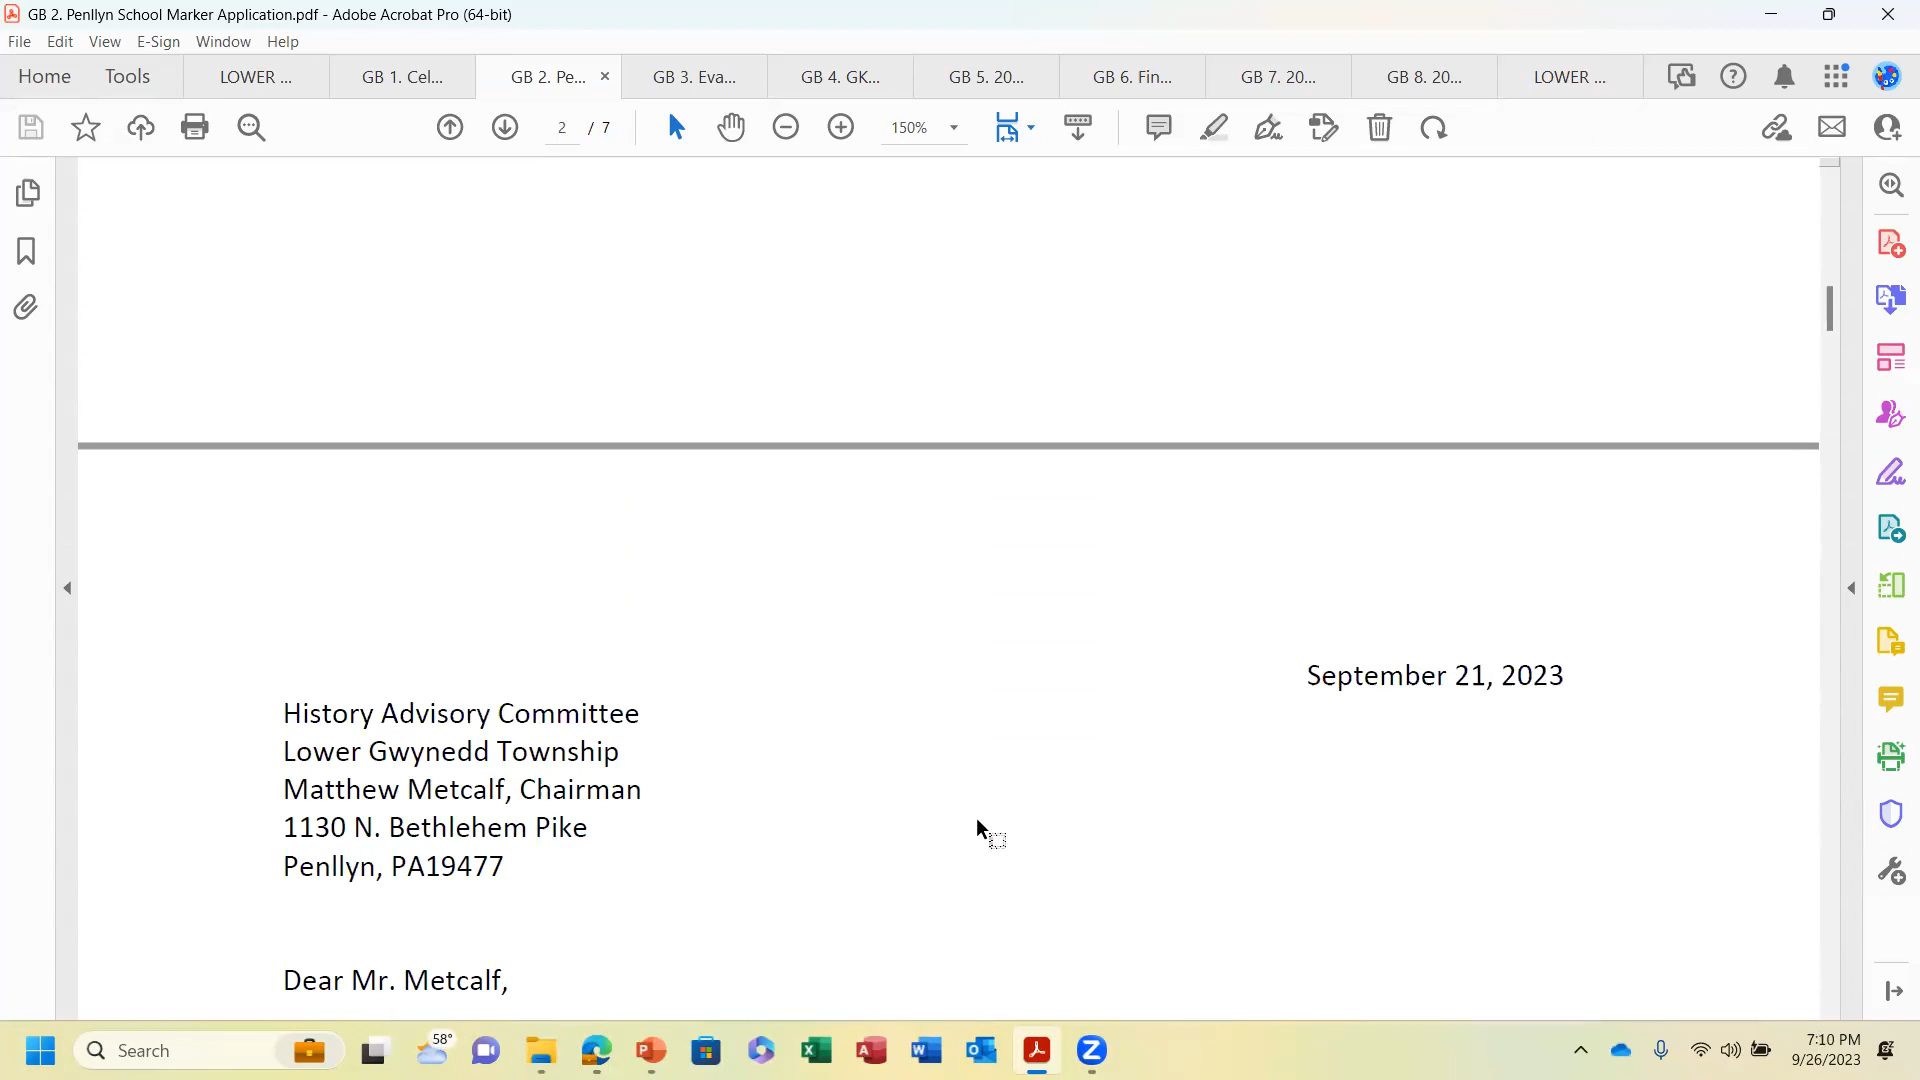 GB 2. Penllyn School Marker Application.pdf - Adobe Acrobat Pro (64-bit)
File Edit View E-Sign Window Help
Home Tools LOWER ... GB 1. Cel... GB 2. Pe... × GB 3. Eva... GB 4. GK... GB 5. 20... GB 6. Fin... GB 7. 20... GB 8. 20... LOWER ...
2 / 7 150%
September 21, 2023
History Advisory Committee
Lower Gwynedd Township
Matthew Metcalf, Chairman
1130 N. Bethlehem Pike
Penllyn, PA19477
Dear Mr. Metcalf,
Search 58° 7:10 PM
9/26/2023